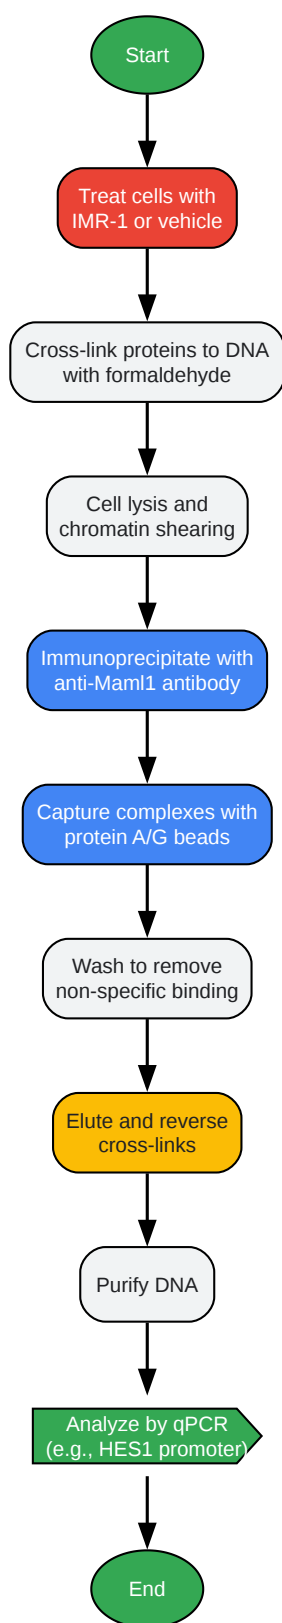 Start
Treat cells with
IMR-1 or vehicle
Cross-link proteins to DNA
with formaldehyde
Cell lysis and
chromatin shearing
Immunoprecipitate with
anti-Maml1 antibody
Capture complexes with
protein A/G beads
Wash to remove
non-specific binding
Elute and reverse
cross-links
Purify DNA
Analyze by qPCR
(e.g., HES1 promoter)
End